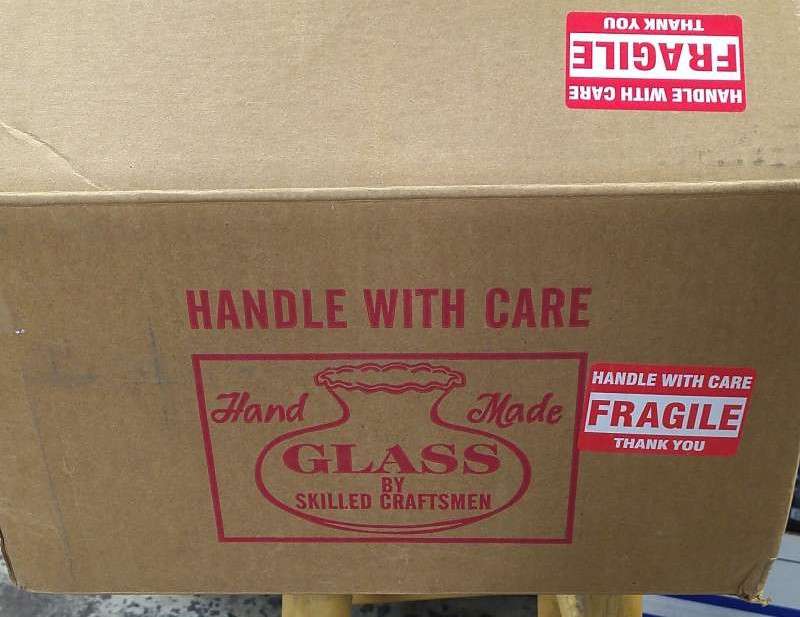 HANDLE WITH CARE
FRAGILE
THANK YOU
HANDLE WITH CARE
Hand Made
GLASS
BY
SKILLED CRAFTSMEN
HANDLE WITH CARE
FRAGILE
THANK YOU